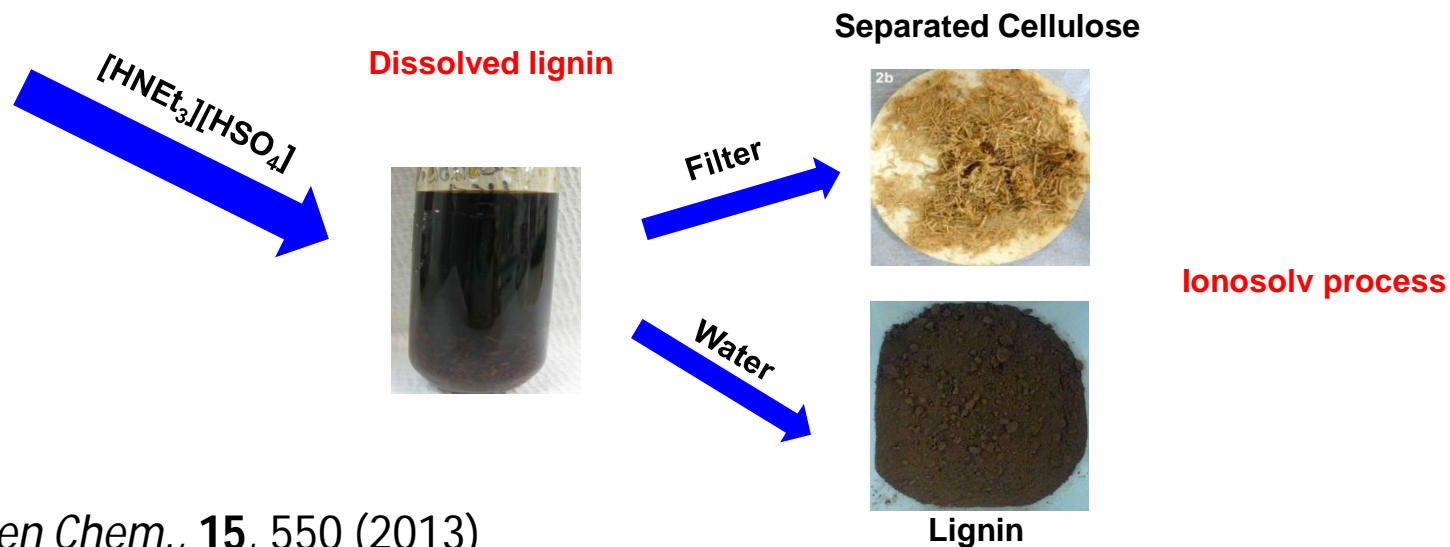 Separated Cellulose
Dissolved lignin
[HNEt3][HSO4]
2b
Filter
Ionosolv process
Water
Lignin
en Chem., 15, 550 (2013)